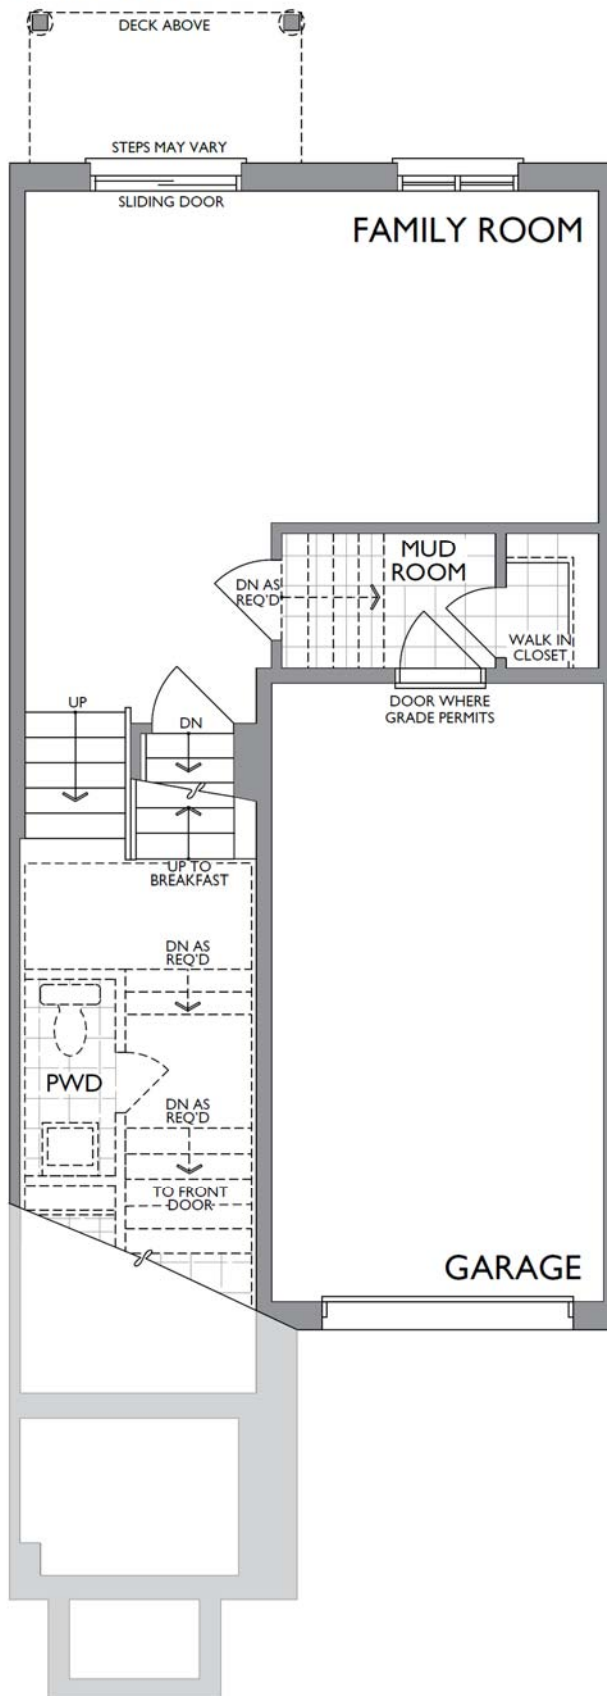 DECK ABOVE
STEPS MAY VARY
SLIDING DOOR
FAMILY ROOM
MUD
ROOM
DN AS
REQ'D
WALK IN
CLOSET
DOOR WHERE
GRADE PERMITS
UP
DN
UP TO
BREAKFAST
DN AS
REQ'D
PWD
DN AS
REQ'D
TO FRONT
DOOR
GARAGE